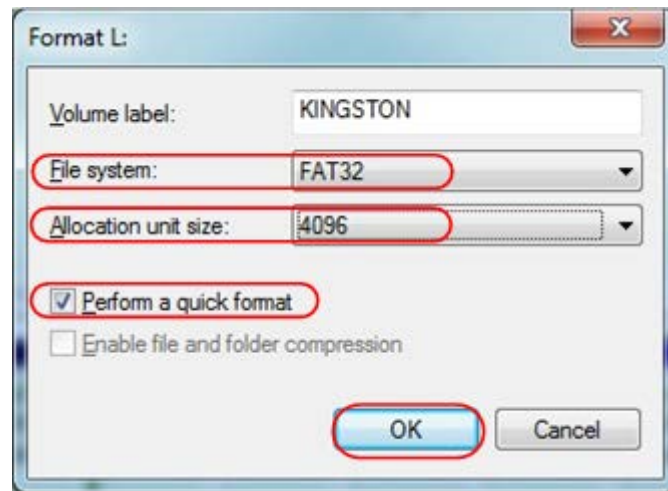 Format L:
Volume label: KINGSTON
File system: FAT32
Allocation unit size: 4096
Perform a quick format
Enable file and folder compression
OK Cancel